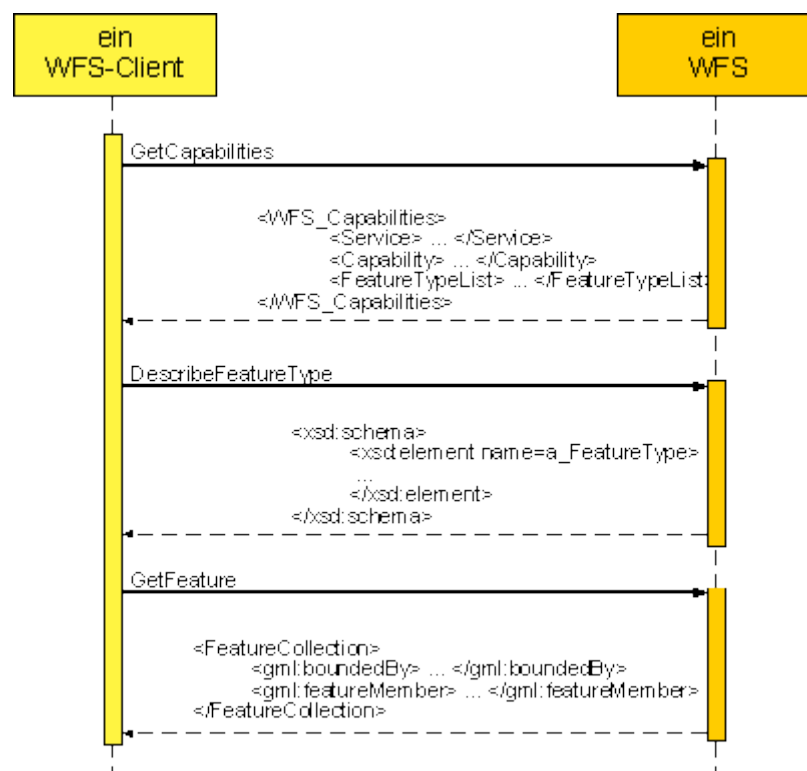 ein
WFS-Client
ein
WFS
GetCapabilities
<WFS_Capabilities>
<Service> ... </Service>
<Capability> ... </Capability>
<FeatureTypeList> ... </FeatureTypeList>
</WFS_Capabilities>
DescribeFeatureType
<xsd:schema>
<xsd:element name=a_FeatureType>
...
</xsd:element>
</xsd:schema>
GetFeature
<FeatureCollection>
<gml:boundedBy> ... </gml:boundedBy>
<gml:featureMember> ... </gml:featureMember>
</FeatureCollection>